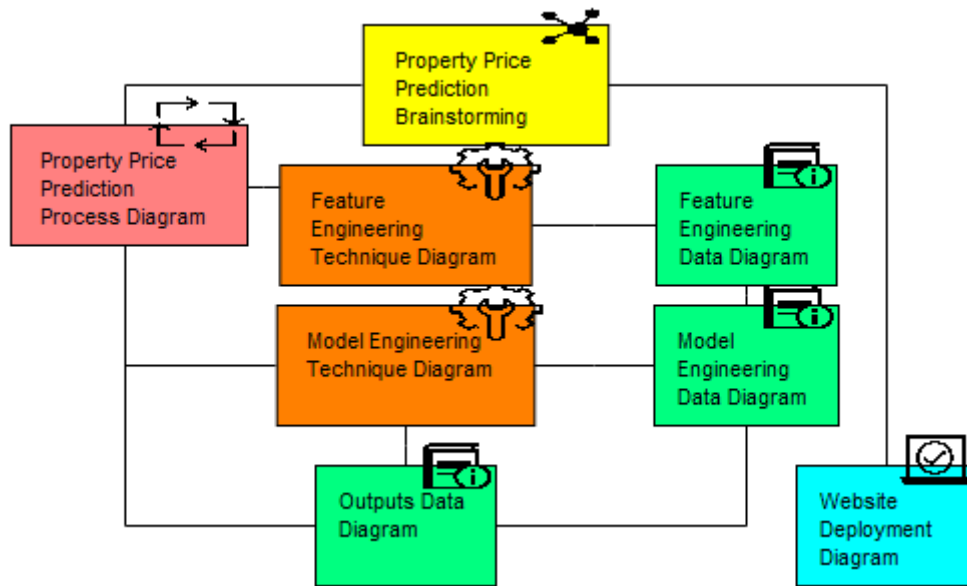 Property Price
Prediction
Brainstorming
Property Price
Prediction
Process Diagram
Feature
Engineering
Technique Diagram
Feature
Engineering
Data Diagram
Model Engineering
Technique Diagram
Model
Engineering
Data Diagram
Outputs Data
Diagram
Website
Deployment
Diagram